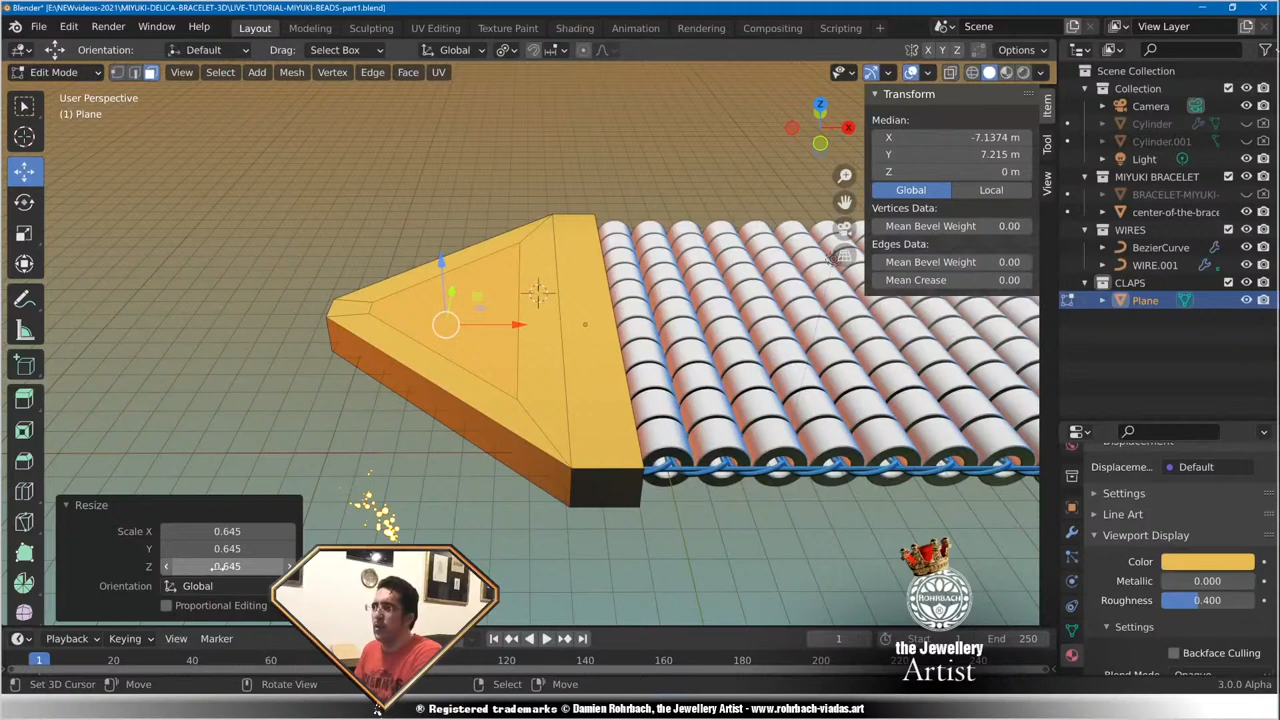 Blender* [E:\NEWvideos-2021\MIYUKI-DELICA-BRACELET-3D\LIVE-TUTORIAL-MIYUKI-BEADS-part1.blend]
File Edit Render Window Help Layout Modeling Sculpting UV Editing Texture Paint Shading Animation Rendering Compositing Scripting + Scene View Layer
Orientation: Default Drag: Select Box Global X Y Z Options
Edit Mode View Select Add Mesh Vertex Edge Face UV
User Perspective
(1) Plane
Z
X
Transform
Median:
X -7.1374 m
Y 7.215 m
Z 0 m
Global Local
Vertices Data:
Mean Bevel Weight 0.00
Edges Data:
Mean Bevel Weight 0.00
Mean Crease 0.00
Item
Tool
View
Scene Collection
Collection
Camera
Cylinder
Cylinder.001
Light
MIYUKI BRACELET
BRACELET-MIYUKI-
center-of-the-brace
WIRES
BezierCurve
WIRE.001
CLAPS
Plane
Displaceme... Default
Settings
Line Art
Viewport Display
Color
Metallic 0.000
Roughness 0.400
Settings
Backface Culling
Resize
Scale X 0.645
Y 0.645
Z 0.645
Orientation Global
Proportional Editing
ROHRBACH
the Jewellery
Artist
Playback Keying View Marker 1 Start 1 End 250
1 20 40 60 120 140 160 180 200 220 240
Set 3D Cursor Move Rotate View Select Move 3.0.0 Alpha
® Registered trademarks © Damien Rohrbach, the Jewellery Artist - www.rohrbach-viadas.art